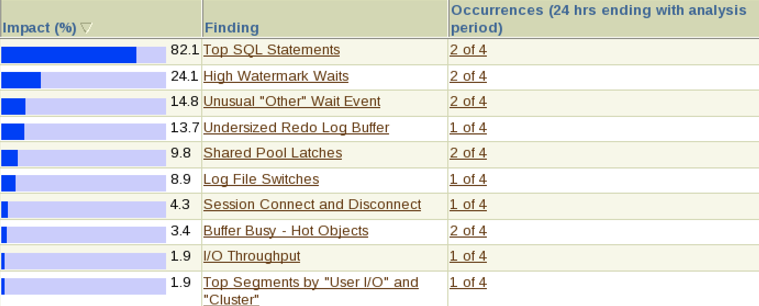 Impact (%) Finding Occurrences (24 hrs ending with analysis
period)
82.1 Top SQL Statements 2 of 4
24.1 High Watermark Waits 2 of 4
14.8 Unusual "Other" Wait Event 2 of 4
13.7 Undersized Redo Log Buffer 1 of 4
9.8 Shared Pool Latches 2 of 4
8.9 Log File Switches 1 of 4
4.3 Session Connect and Disconnect 1 of 4
3.4 Buffer Busy - Hot Objects 2 of 4
1.9 I/O Throughput 1 of 4
1.9 Top Segments by "User I/O" and 1 of 4
"Cluster"